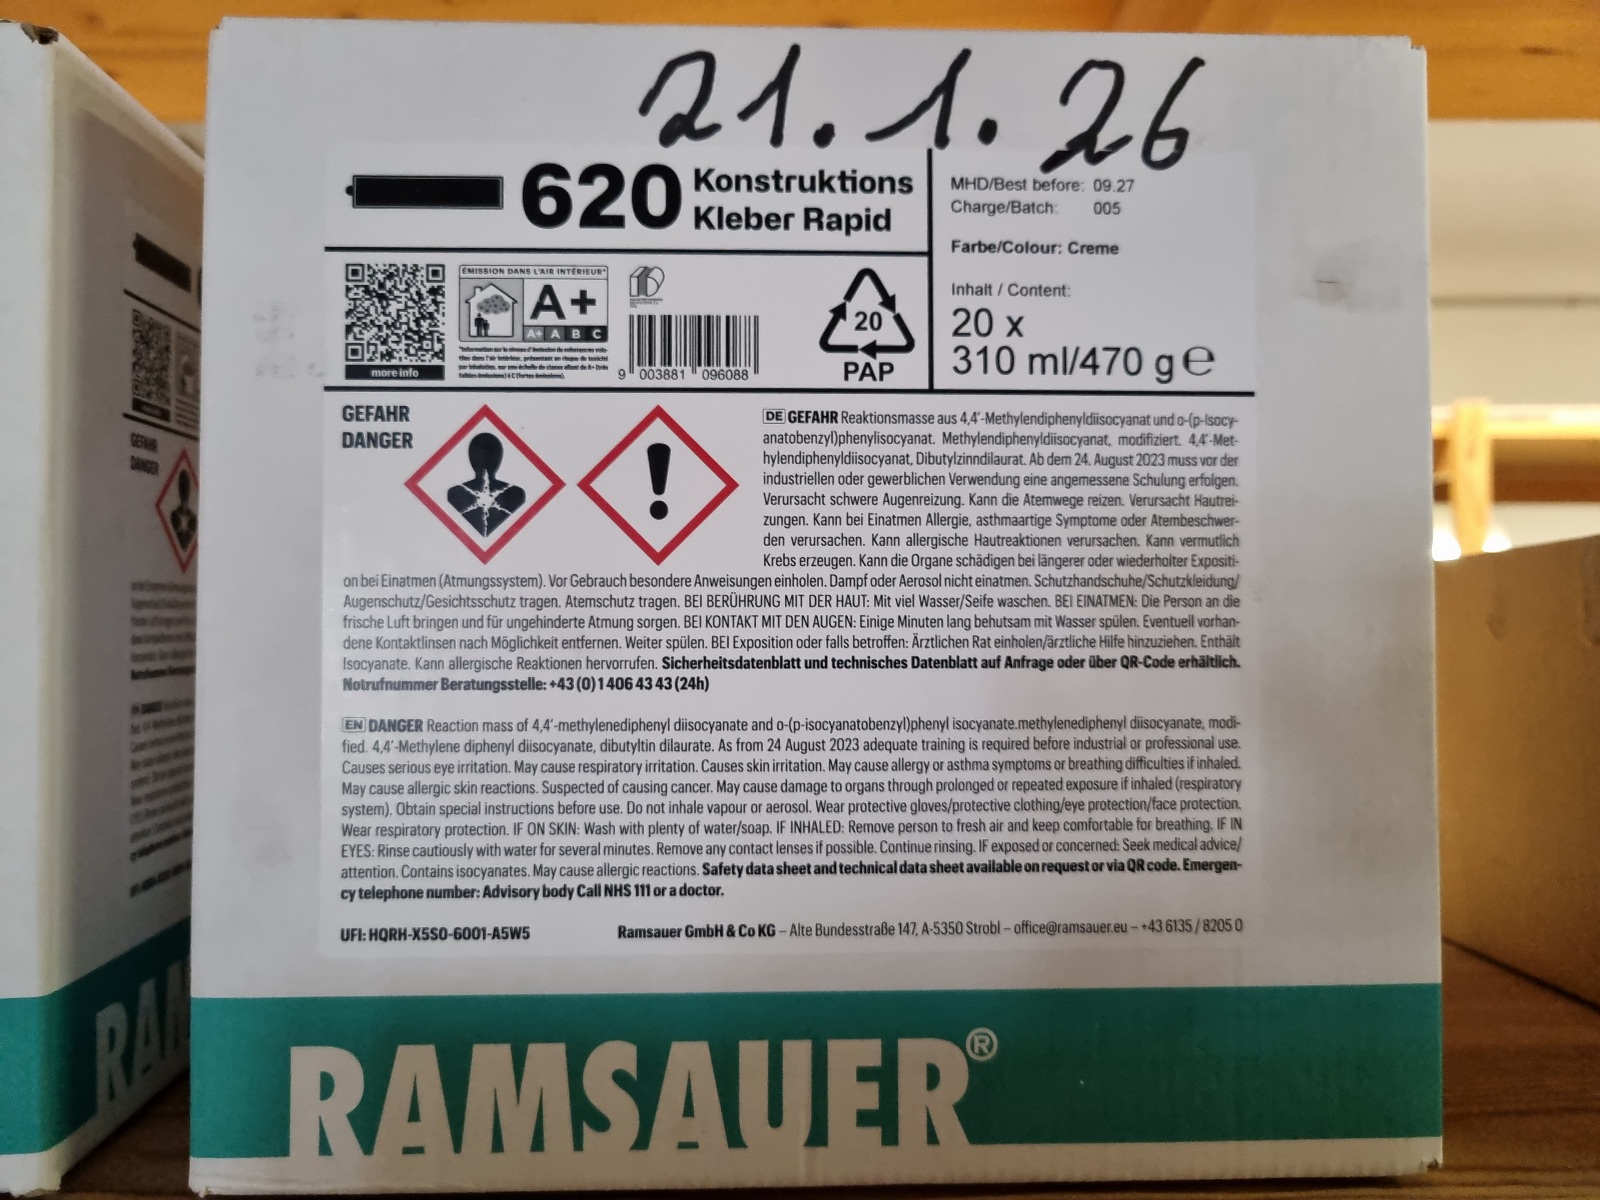 21.1.26
620 Konstruktions
Kleber Rapid
MHD/Best before: 09.27
Charge/Batch: 005
Farbe/Colour: Creme
Inhalt / Content:
20 x
310 ml/470 g e
more info
ÉMISSION DANS L'AIR INTÉRIEUR*
A+
A+ A B C
9 003881 096088
20
PAP
GEFAHR
DANGER
DE GEFAHR Reaktionsmasse aus 4,4'-Methylendiphenyldiisocyanat und o-(p-Isocy-
anatobenzyl)phenylisocyanat. Methylendiphenyldiisocyanat, modifiziert. 4,4'-Met-
hylendiphenyldiisocyanat, Dibutylzinndilaurat. Ab dem 24. August 2023 muss vor der
industriellen oder gewerblichen Verwendung eine angemessene Schulung erfolgen.
Verursacht schwere Augenreizung. Kann die Atemwege reizen. Verursacht Hautrei-
zungen. Kann bei Einatmen Allergie, asthmaartige Symptome oder Atembeschwer-
den verursachen. Kann allergische Hautreaktionen verursachen. Kann vermutlich
Krebs erzeugen. Kann die Organe schädigen bei längerer oder wiederholter Expositi-
on bei Einatmen (Atmungssystem). Vor Gebrauch besondere Anweisungen einholen. Dampf oder Aerosol nicht einatmen. Schutzhandschuhe/Schutzkleidung/
Augenschutz/Gesichtsschutz tragen. Atemschutz tragen. BEI BERÜHRUNG MIT DER HAUT: Mit viel Wasser/Seife waschen. BEI EINATMEN: Die Person an die
frische Luft bringen und für ungehinderte Atmung sorgen. BEI KONTAKT MIT DEN AUGEN: Einige Minuten lang behutsam mit Wasser spülen. Eventuell vorhan-
dene Kontaktlinsen nach Möglichkeit entfernen. Weiter spülen. BEI Exposition oder falls betroffen: Ärztlichen Rat einholen/ärztliche Hilfe hinzuziehen. Enthält
Isocyanate. Kann allergische Reaktionen hervorrufen. Sicherheitsdatenblatt und technisches Datenblatt auf Anfrage oder über QR-Code erhältlich.
Notrufnummer Beratungsstelle: +43 (0) 1 406 43 43 (24h)
EN DANGER Reaction mass of 4,4'-methylenediphenyl diisocyanate and o-(p-isocyanatobenzyl)phenyl isocyanate.methylenediphenyl diisocyanate, modi-
fied. 4,4'-Methylene diphenyl diisocyanate, dibutyltin dilaurate. As from 24 August 2023 adequate training is required before industrial or professional use.
Causes serious eye irritation. May cause respiratory irritation. Causes skin irritation. May cause allergy or asthma symptoms or breathing difficulties if inhaled.
May cause allergic skin reactions. Suspected of causing cancer. May cause damage to organs through prolonged or repeated exposure if inhaled (respiratory
system). Obtain special instructions before use. Do not inhale vapour or aerosol. Wear protective gloves/protective clothing/eye protection/face protection.
Wear respiratory protection. IF ON SKIN: Wash with plenty of water/soap. IF INHALED: Remove person to fresh air and keep comfortable for breathing. IF IN
EYES: Rinse cautiously with water for several minutes. Remove any contact lenses if possible. Continue rinsing. IF exposed or concerned: Seek medical advice/
attention. Contains isocyanates. May cause allergic reactions. Safety data sheet and technical data sheet available on request or via QR code. Emergen-
cy telephone number: Advisory body Call NHS 111 or a doctor.
UFI: HQRH-X5S0-6001-A5W5
Ramsauer GmbH & Co KG – Alte Bundesstraße 147, A-5350 Strobl – office@ramsauer.eu – +43 6135 / 8205 0
RAMSAUER®
GEFAHR
DANGER
RAM